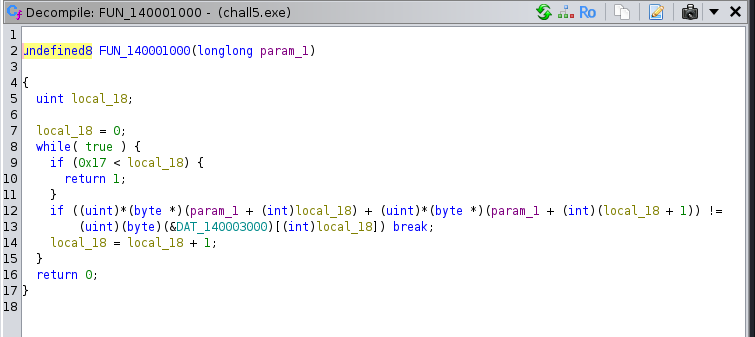 Decompile: FUN_140001000 - (chall5.exe)
Ro
1
2 undefined8 FUN_140001000(longlong param_1)
3
4 {
5 uint local_18;
6
7 local_18 = 0;
8 while( true ) {
9 if (0x17 < local_18) {
10 return 1;
11 }
12 if ((uint)*(byte *)(param_1 + (int)local_18) + (uint)*(byte *)(param_1 + (int)(local_18 + 1)) !=
13 (uint)(byte)(&DAT_140003000)[(int)local_18]) break;
14 local_18 = local_18 + 1;
15 }
16 return 0;
17 }
18